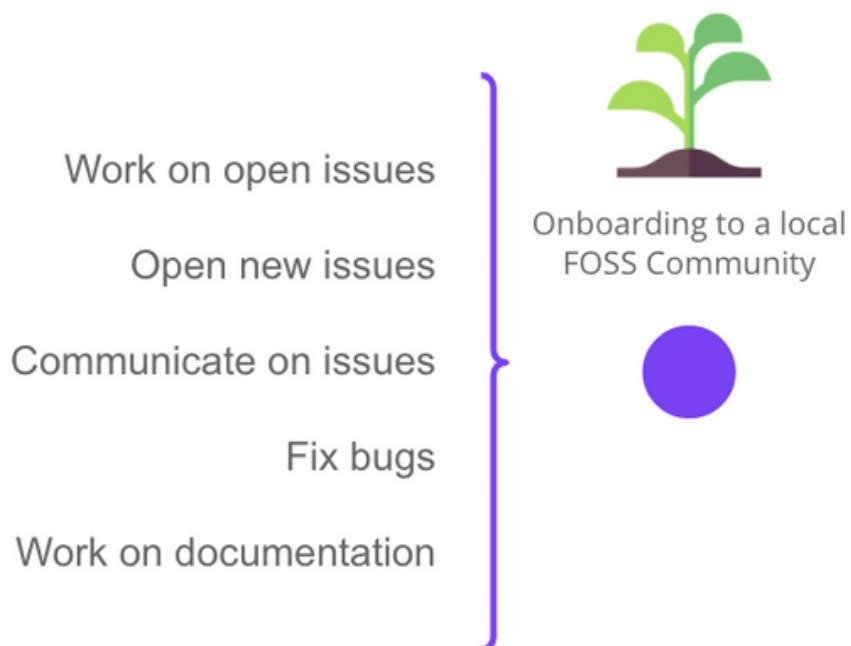 Work on open issues
Open new issues
Communicate on issues
Fix bugs
Work on documentation
Onboarding to a local
FOSS Community